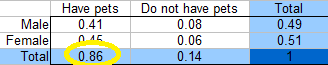 Have pets Do not have pets Total
Male 0.41 0.08 0.49
Female 0.45 0.06 0.51
Total 0.86 0.14 1